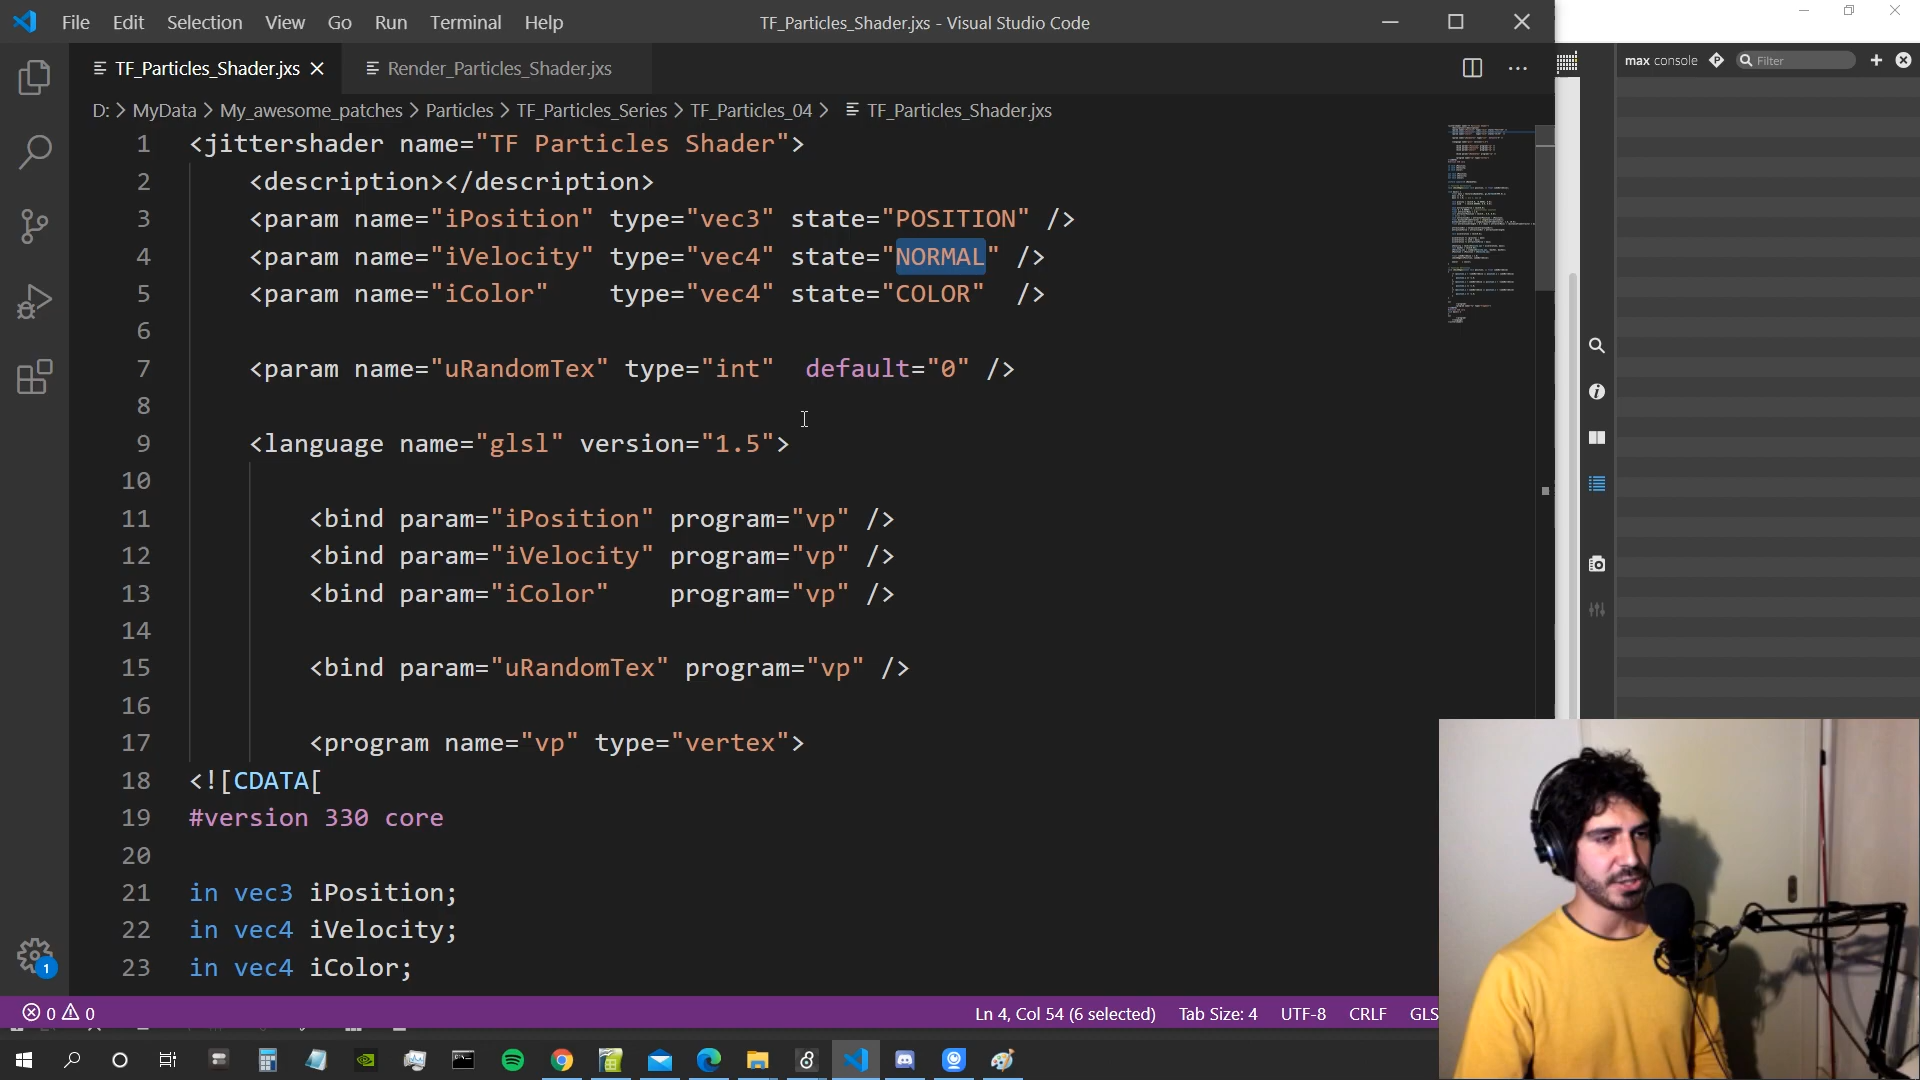 File Edit Selection View Go Run Terminal Help
TF_Particles_Shader.jxs - Visual Studio Code
TF_Particles_Shader.jxs
Render_Particles_Shader.jxs
max console
Filter
D: > MyData > My_awesome_patches > Particles > TF_Particles_Series > TF_Particles_04 > TF_Particles_Shader.jxs
1 <jittershader name="TF Particles Shader">
2 <description></description>
3 <param name="iPosition" type="vec3" state="POSITION" />
4 <param name="iVelocity" type="vec4" state="NORMAL" />
5 <param name="iColor" type="vec4" state="COLOR" />
6
7 <param name="uRandomTex" type="int" default="0" />
8
9 <language name="glsl" version="1.5">
10
11 <bind param="iPosition" program="vp" />
12 <bind param="iVelocity" program="vp" />
13 <bind param="iColor" program="vp" />
14
15 <bind param="uRandomTex" program="vp" />
16
17 <program name="vp" type="vertex">
18 <![CDATA[
19 #version 330 core
20
21 in vec3 iPosition;
22 in vec4 iVelocity;
23 in vec4 iColor;
1
0 0
Ln 4, Col 54 (6 selected) Tab Size: 4 UTF-8 CRLF GLS